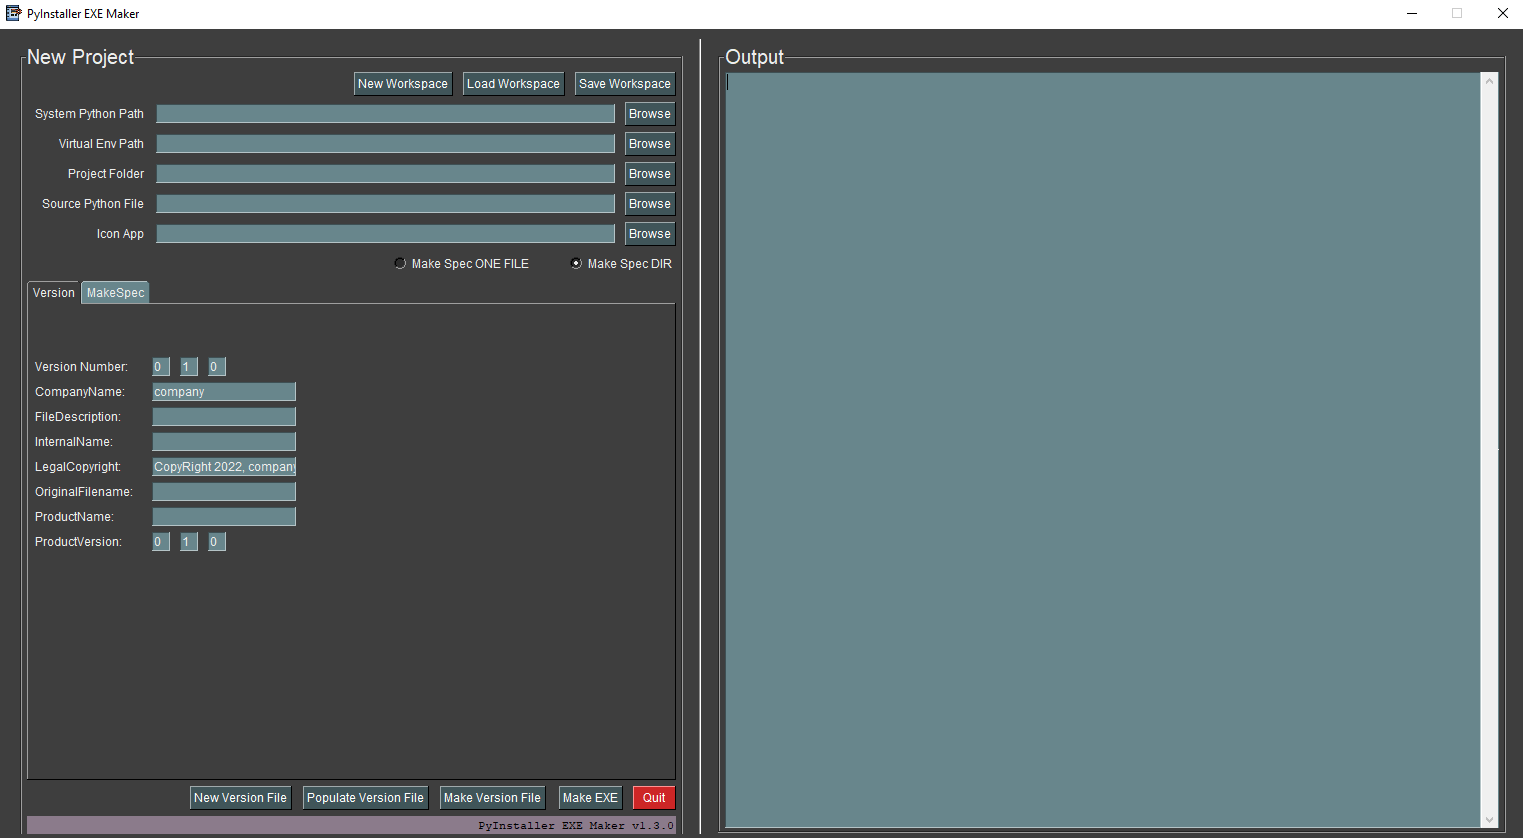 PyInstaller EXE Maker
New Project
New Workspace Load Workspace Save Workspace
System Python Path Browse
Virtual Env Path Browse
Project Folder Browse
Source Python File Browse
Icon App Browse
Make Spec ONE FILE Make Spec DIR
Version MakeSpec
Version Number: 0 1 0
CompanyName: company
FileDescription:
InternalName:
LegalCopyright: CopyRight 2022, company
OriginalFilename:
ProductName:
ProductVersion: 0 1 0
New Version File Populate Version File Make Version File Make EXE Quit
PyInstaller EXE Maker v1.3.0
Output